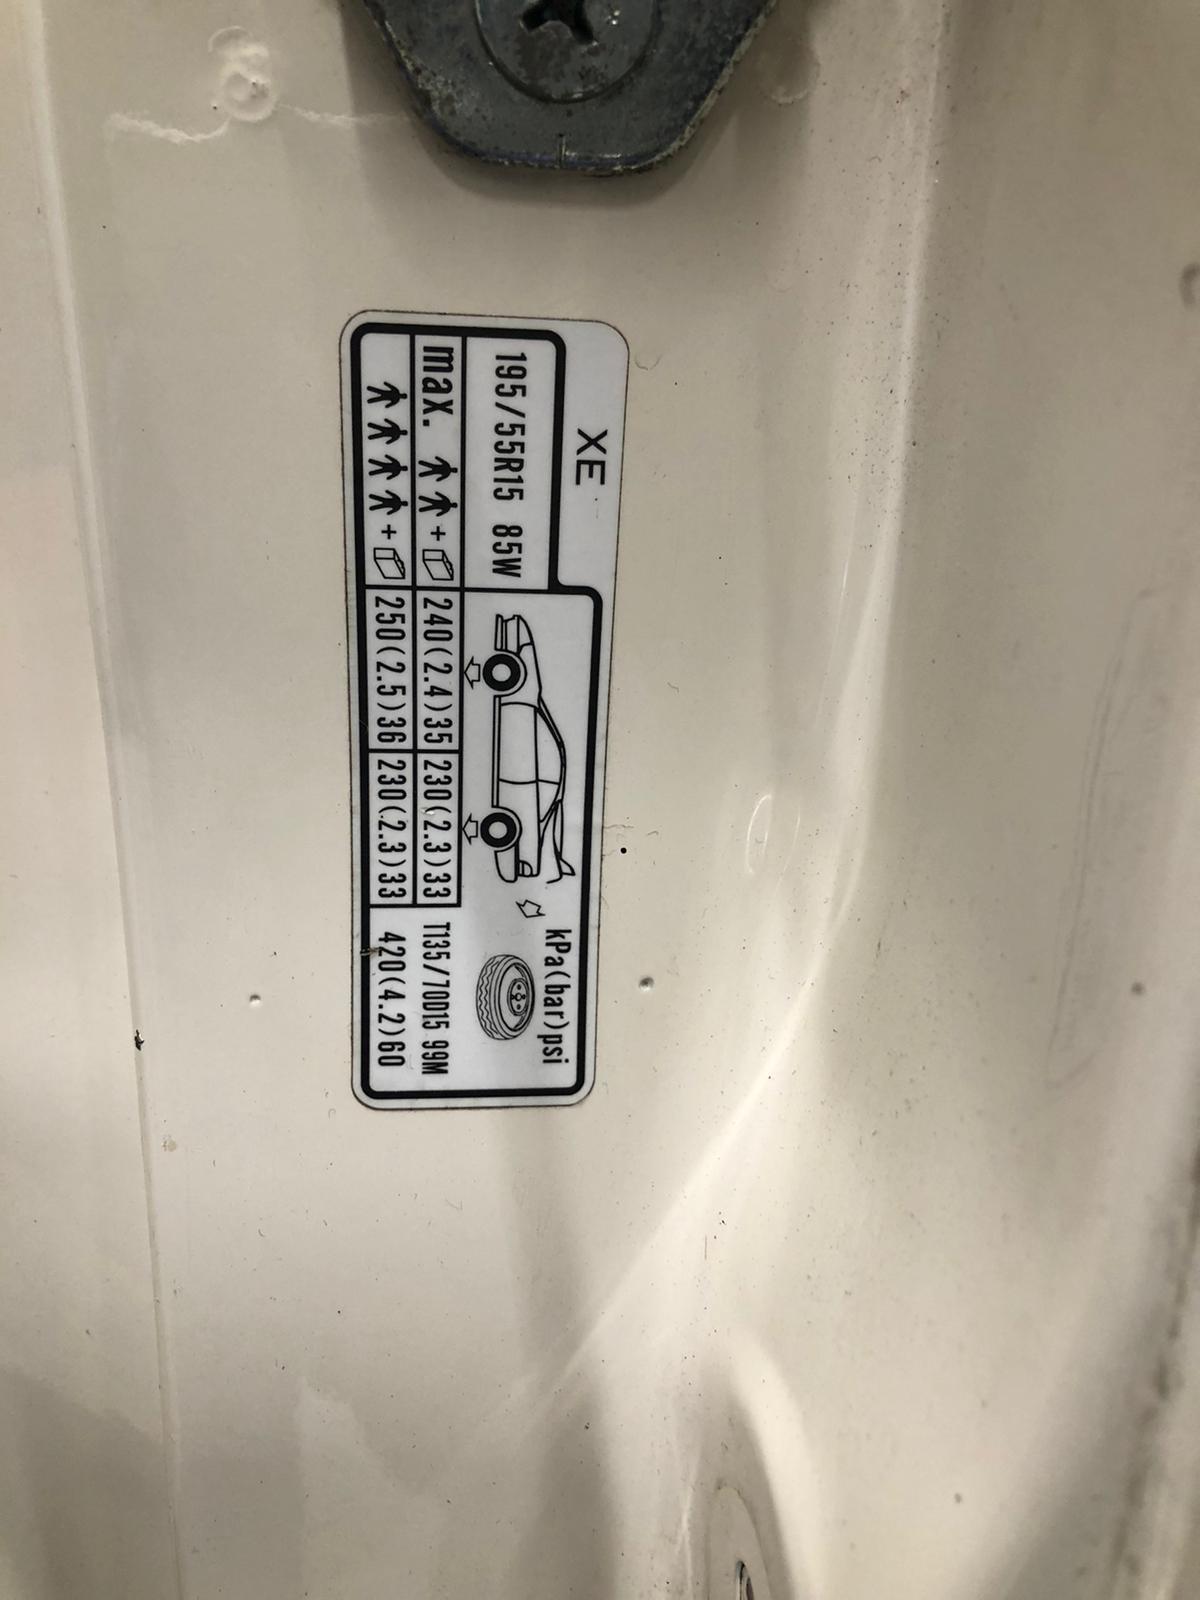 XE
195/55R15 85W
kPa(bar)psi
max. + 240(2.4)35 230(2.3)33 T135/70D15 99M
+ 250(2.5)36 230(2.3)33 420(4.2)60